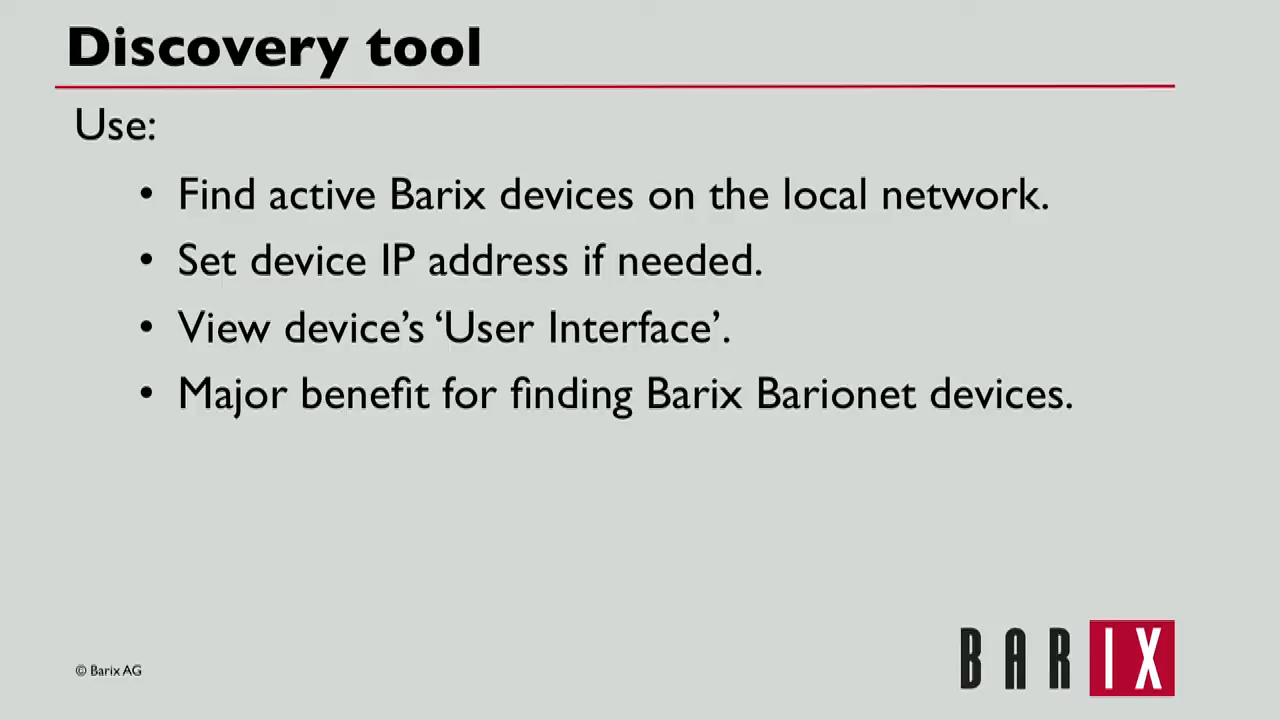 Discovery tool
Use:
• Find active Barix devices on the local network.
• Set device IP address if needed.
• View device’s ‘User Interface’.
• Major benefit for finding Barix Barionet devices.
© Barix AG
BARIX